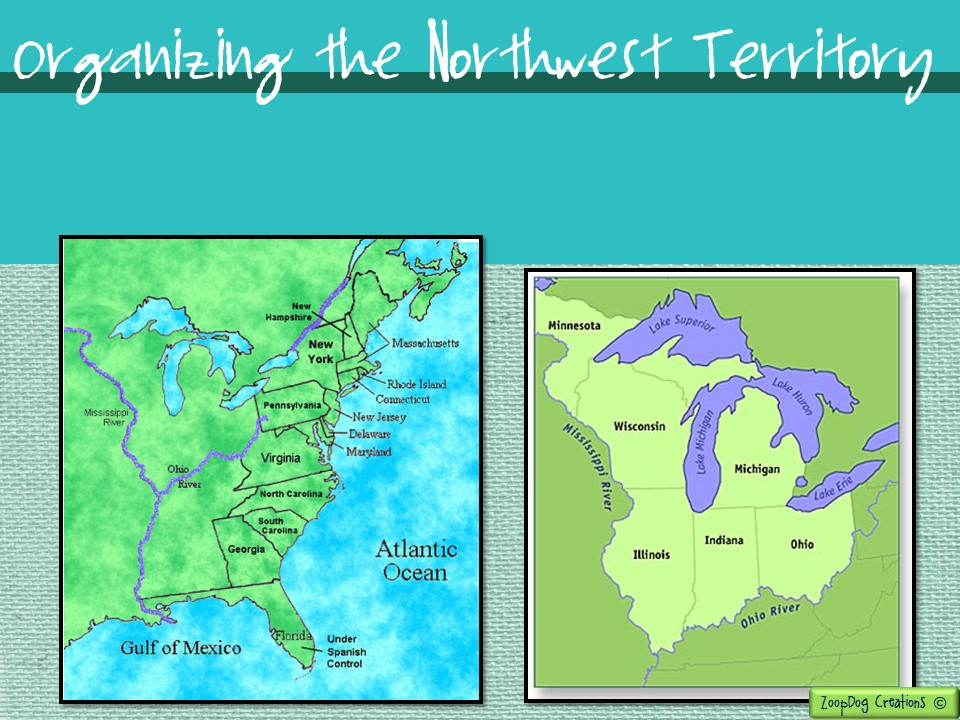 Organizing the Northwest Territory
New
Hampshire
New
York
Massachusetts
Rhode Island
Connecticut
Pennsylvania
New Jersey
Delaware
Maryland
Mississippi
River
Virginia
Ohio
River
North Carolina
South
Carolina
Georgia
Atlantic
Ocean
Gulf of Mexico
Florida
Under
Spanish
Control
Minnesota
Lake Superior
Lake Huron
Wisconsin
Lake Michigan
Mississippi River
Michigan
Lake Erie
Illinois
Indiana
Ohio
Ohio River
ZoopDog Creations ©